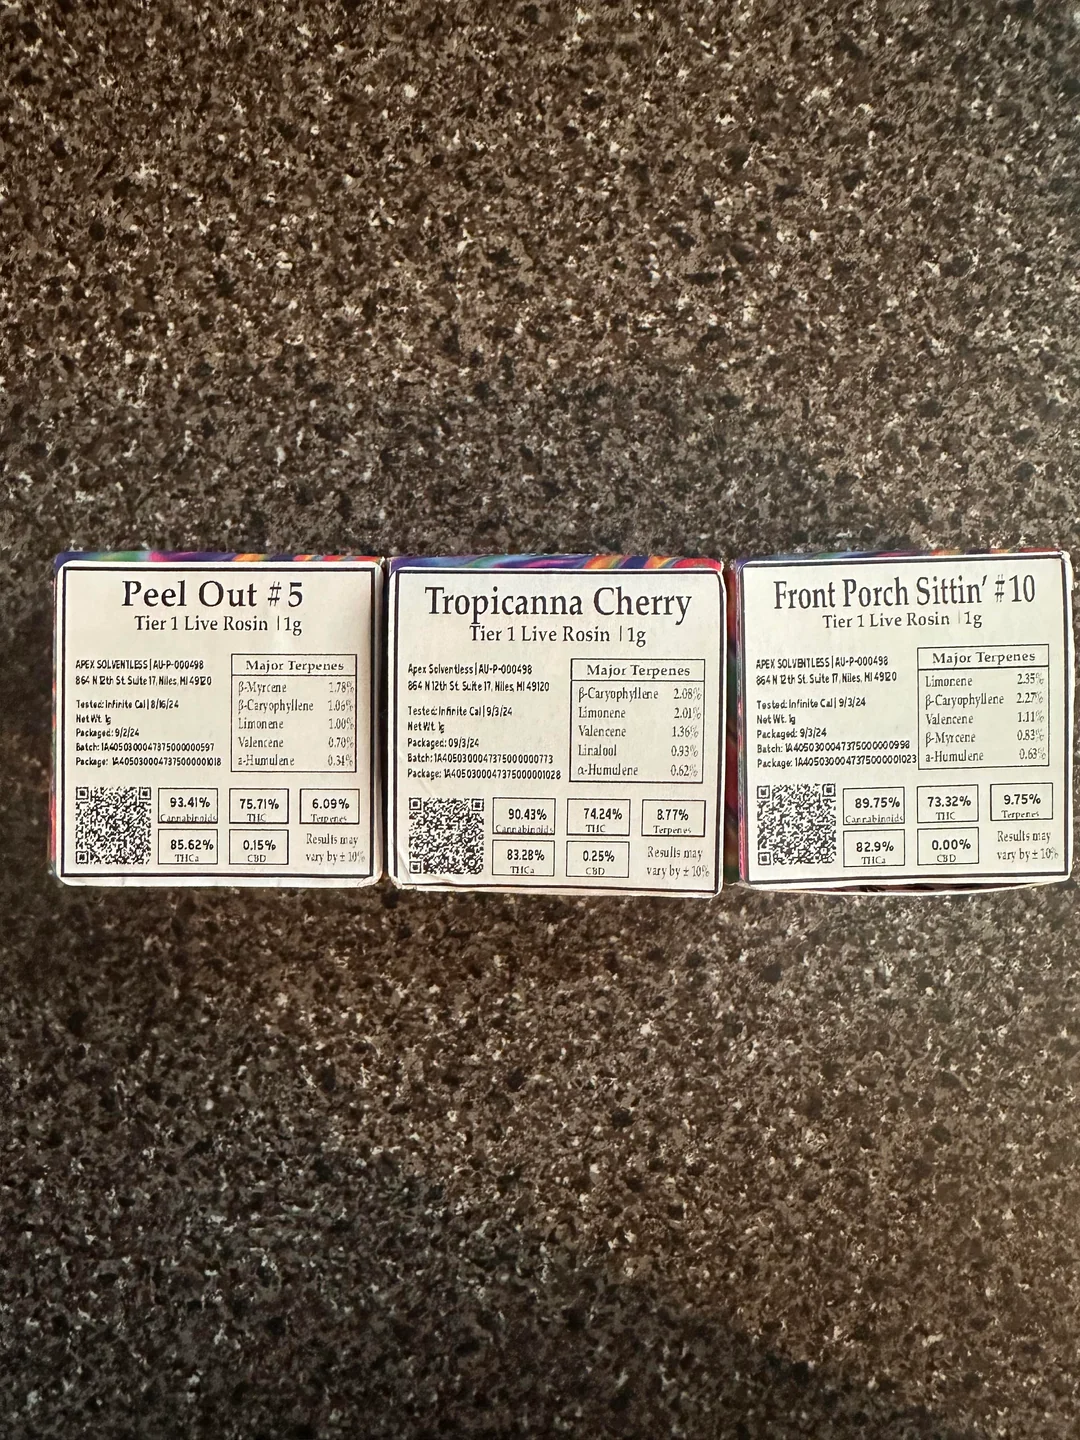 Peel Out #5
Tier 1 Live Rosin | 1g
APEX SOLVENTLESS | AU-P-000498
864 N 12th St. Suite 17, Niles, MI 49120
Tested: Infinite Cal | 8/16/24
Net Wt. 1g
Packaged: 9/2/24
Batch: 1A4050300047375000000597
Package: 1A4050300047375000001018
Major Terpenes
β-Myrcene 1.78%
β-Caryophyllene 1.06%
Limonene 1.00%
Valencene 0.70%
α-Humulene 0.34%
93.41% Cannabinoids
75.71% THC
6.09% Terpenes
85.62% THCa
0.15% CBD
Results may
vary by ± 10%
Tropicanna Cherry
Tier 1 Live Rosin | 1g
Apex Solventless | AU-P-000498
864 N 12th St. Suite 17, Niles, MI 49120
Tested: Infinite Cal | 9/3/24
Net Wt. 1g
Packaged: 09/3/24
Batch: 1A4050300047375000000773
Package: 1A4050300047375000001028
Major Terpenes
β-Caryophyllene 2.08%
Limonene 2.01%
Valencene 1.36%
Linalool 0.93%
α-Humulene 0.62%
90.43% Cannabinoids
74.24% THC
8.77% Terpenes
83.28% THCa
0.25% CBD
Results may
vary by ± 10%
Front Porch Sittin' #10
Tier 1 Live Rosin | 1g
APEX SOLVENTLESS | AU-P-000498
864 N 12th St. Suite 17, Niles, MI 49120
Tested: Infinite Cal | 9/3/24
Net Wt. 1g
Packaged: 9/3/24
Batch: 1A4050300047375000000998
Package: 1A4050300047375000001023
Major Terpenes
Limonene 2.35%
β-Caryophyllene 2.27%
Valencene 1.11%
β-Myrcene 0.83%
α-Humulene 0.63%
89.75% Cannabinoids
73.32% THC
9.75% Terpenes
82.9% THCa
0.00% CBD
Results may
vary by ± 10%